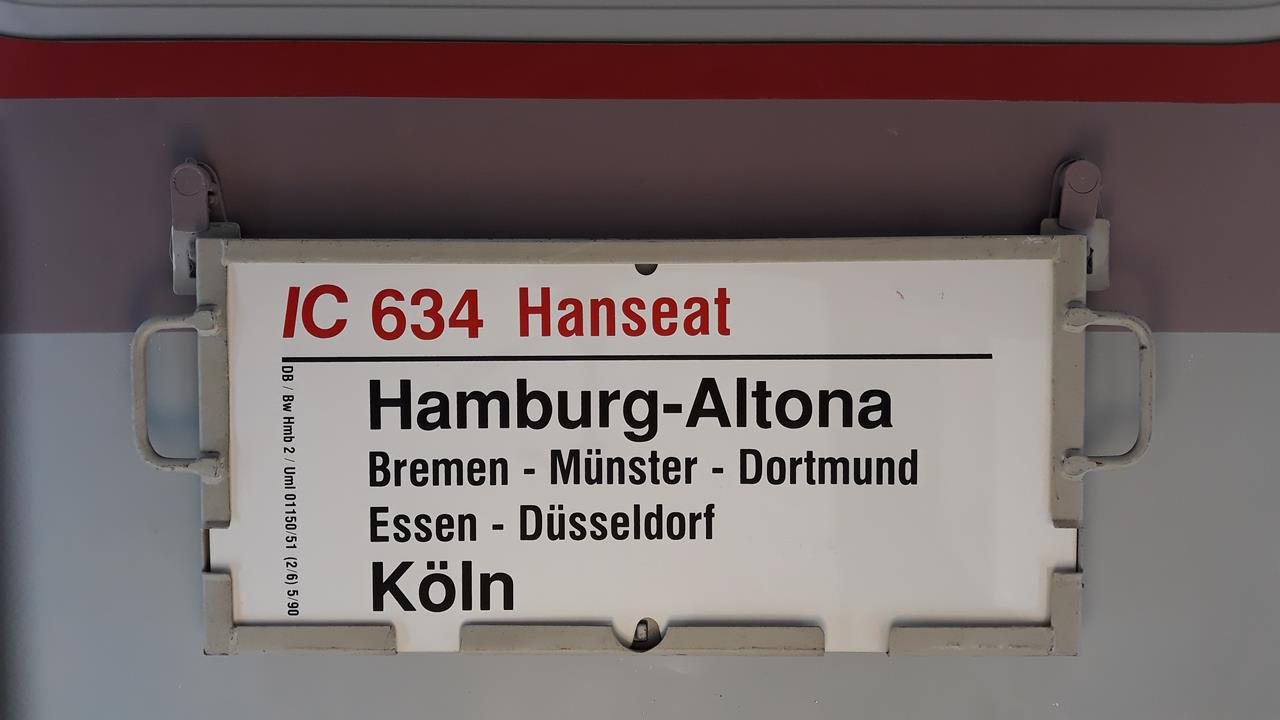 IC 634 Hanseat
Hamburg-Altona
Bremen - Münster - Dortmund
Essen - Düsseldorf
Köln
DB / Bw Hmb 2 / Uml 01150/51 (2/6) 5/90